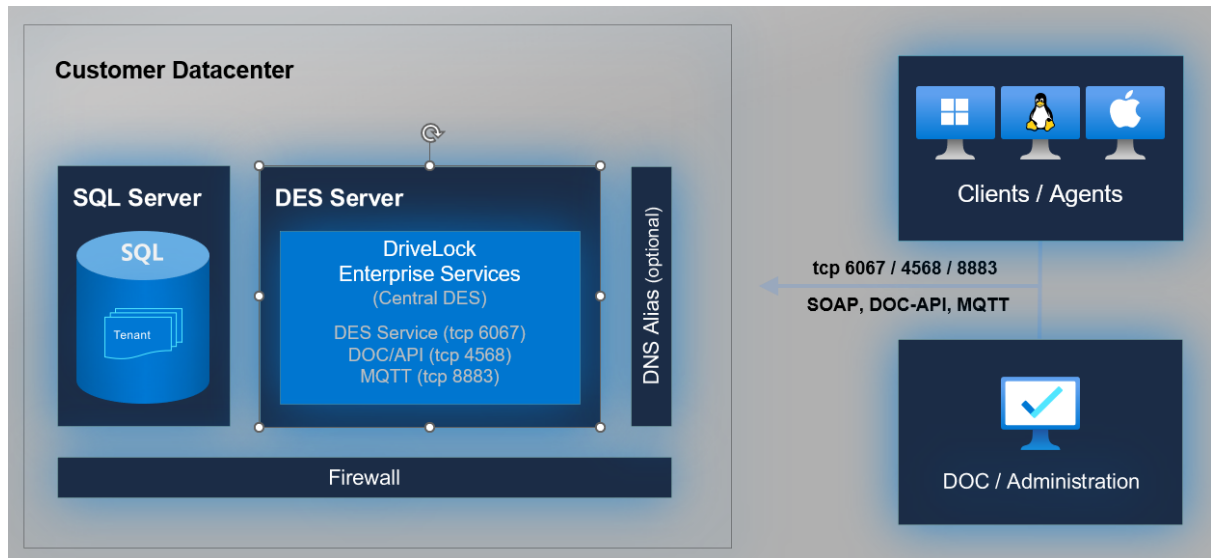 Customer Datacenter
SQL Server
SQL
Tenant
DES Server
DriveLock
Enterprise Services
(Central DES)
DES Service (tcp 6067)
DOC/API (tcp 4568)
MQTT (tcp 8883)
DNS Alias (optional)
Firewall
Clients / Agents
tcp 6067 / 4568 / 8883
SOAP, DOC-API, MQTT
DOC / Administration